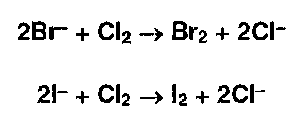 2Br⁻ + Cl₂ → Br₂ + 2Cl⁻
2I⁻ + Cl₂ → I₂ + 2Cl⁻